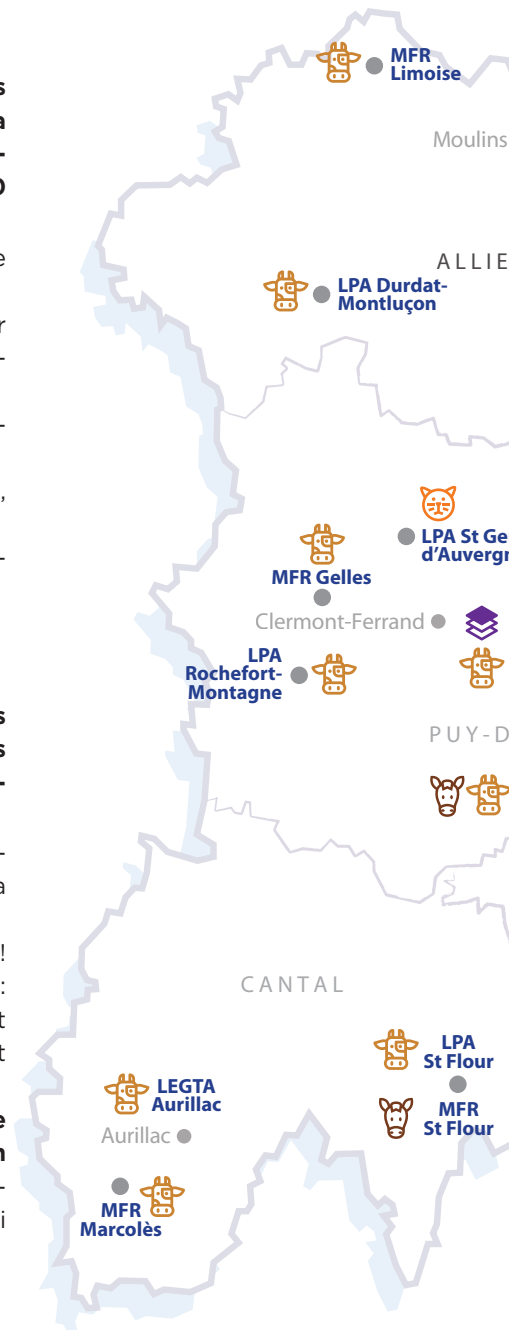 s
a
-
e
r
-
-
,
-
s
s
-
-
a
!
:
t
t
e
n
-
i
MFR
Limoise
Moulins
ALLIE
LPA Durdat-
Montluçon
LPA St Ge
d'Auvergn
MFR Gelles
Clermont-Ferrand
LPA
Rochefort-
Montagne
PUY-D
CANTAL
LPA
St Flour
MFR
St Flour
LEGTA
Aurillac
Aurillac
MFR
Marcolès